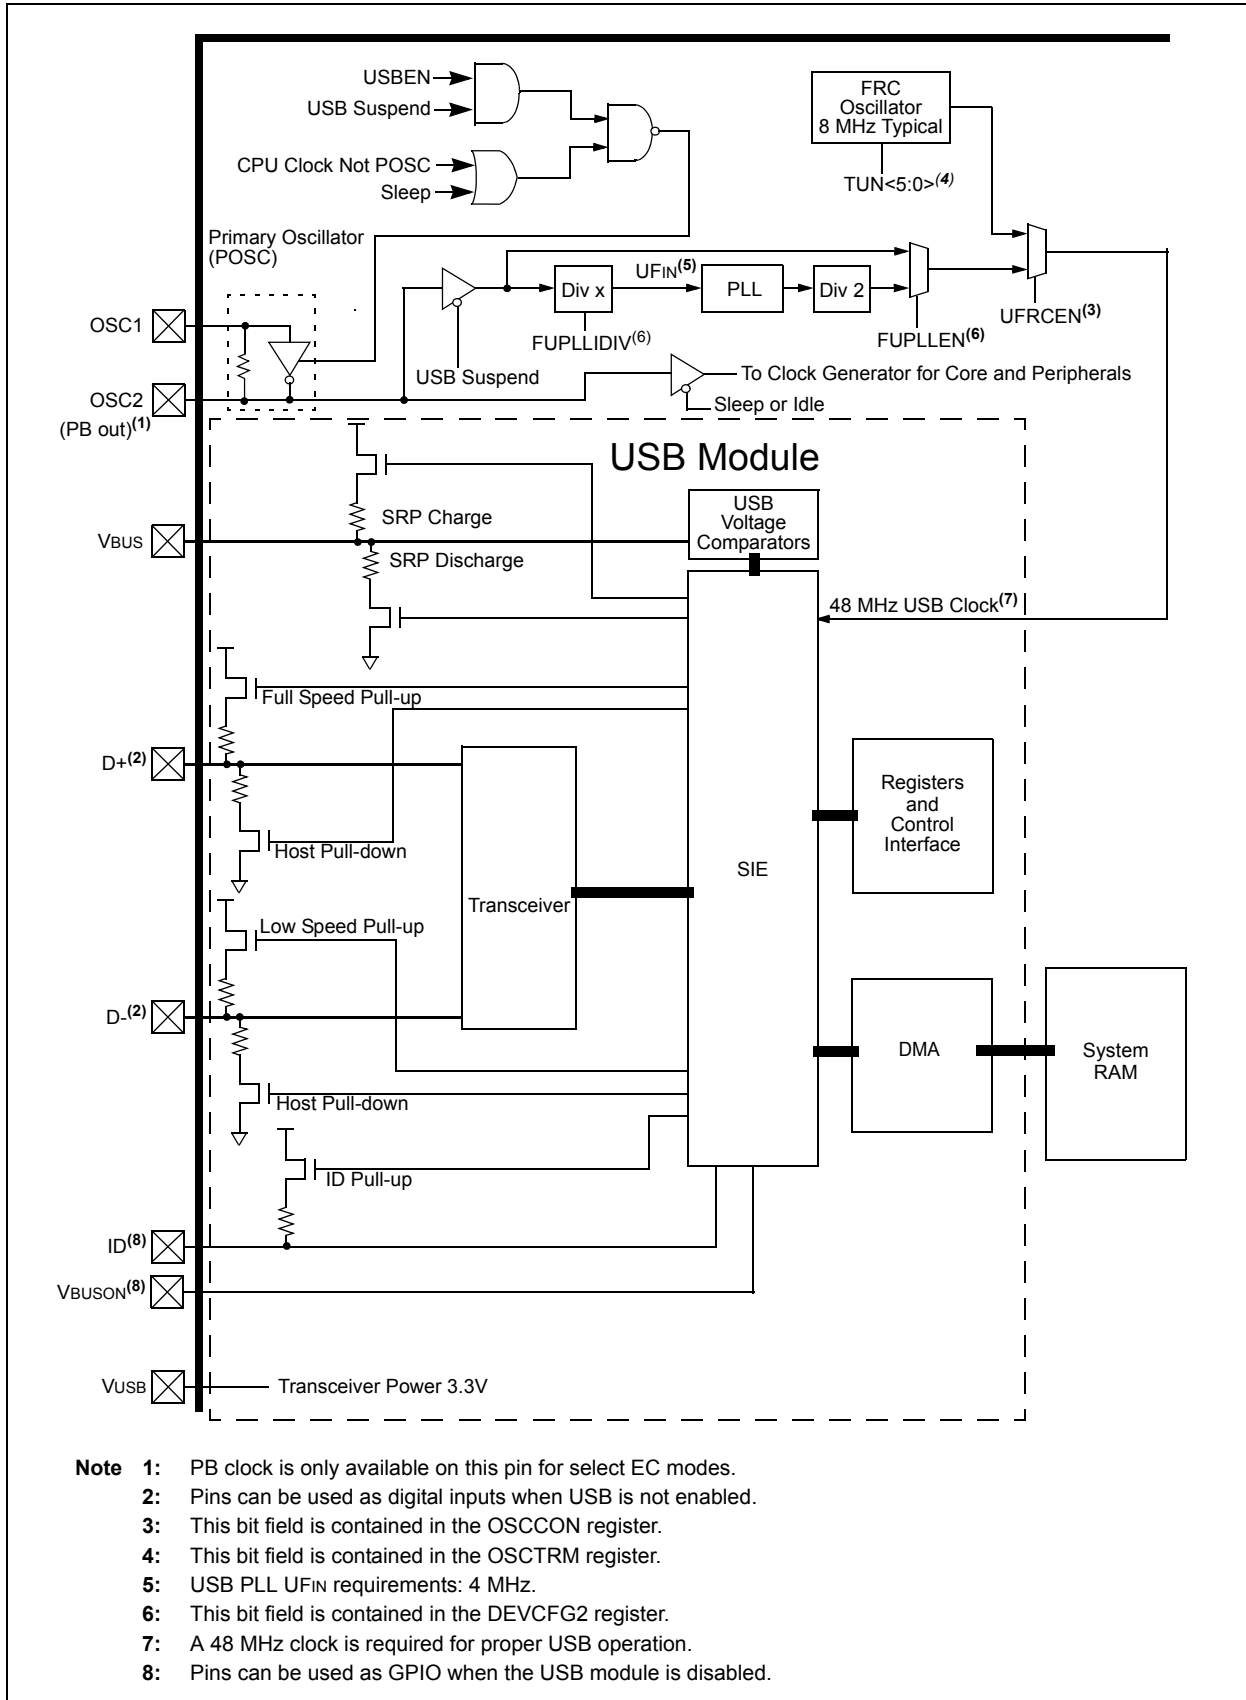 USBEN
USB Suspend
CPU Clock Not POSC
Sleep
FRC
Oscillator
8 MHz Typical
TUN<5:0>(4)
Primary Oscillator
(POSC)
UFIN(5)
Div x
PLL
Div 2
FUPLLIDIV(6)
FUPLLEN(6)
UFRCEN(3)
OSC1
USB Suspend
To Clock Generator for Core and Peripherals
Sleep or Idle
OSC2
(PB out)(1)
USB Module
USB
Voltage
Comparators
SRP Charge
VBUS
SRP Discharge
48 MHz USB Clock(7)
Full Speed Pull-up
D+(2)
Registers
and
Control
Interface
Host Pull-down
SIE
Transceiver
Low Speed Pull-up
D-(2)
DMA
System
RAM
Host Pull-down
ID Pull-up
ID(8)
VBUSON(8)
VUSB
Transceiver Power 3.3V
Note 1: PB clock is only available on this pin for select EC modes.
2: Pins can be used as digital inputs when USB is not enabled.
3: This bit field is contained in the OSCCON register.
4: This bit field is contained in the OSCTRM register.
5: USB PLL UFIN requirements: 4 MHz.
6: This bit field is contained in the DEVCFG2 register.
7: A 48 MHz clock is required for proper USB operation.
8: Pins can be used as GPIO when the USB module is disabled.